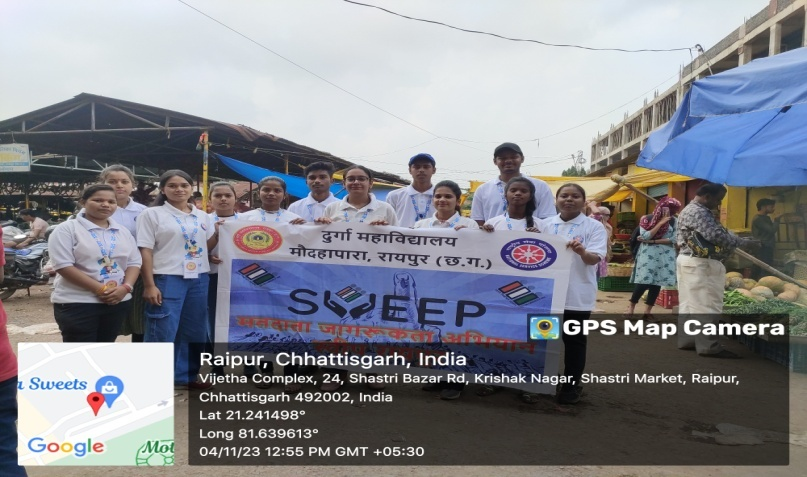 दुर्गा महाविद्यालय
मौदहापारा, रायपुर (छ.ग.)
SWEEP
मतदाता जागरूकता अभियान
GPS Map Camera
Raipur, Chhattisgarh, India
Vijetha Complex, 24, Shastri Bazar Rd, Krishak Nagar, Shastri Market, Raipur,
Chhattisgarh 492002, India
Lat 21.241498°
Long 81.639613°
04/11/23 12:55 PM GMT +05:30
a Sweets
Google
Mot